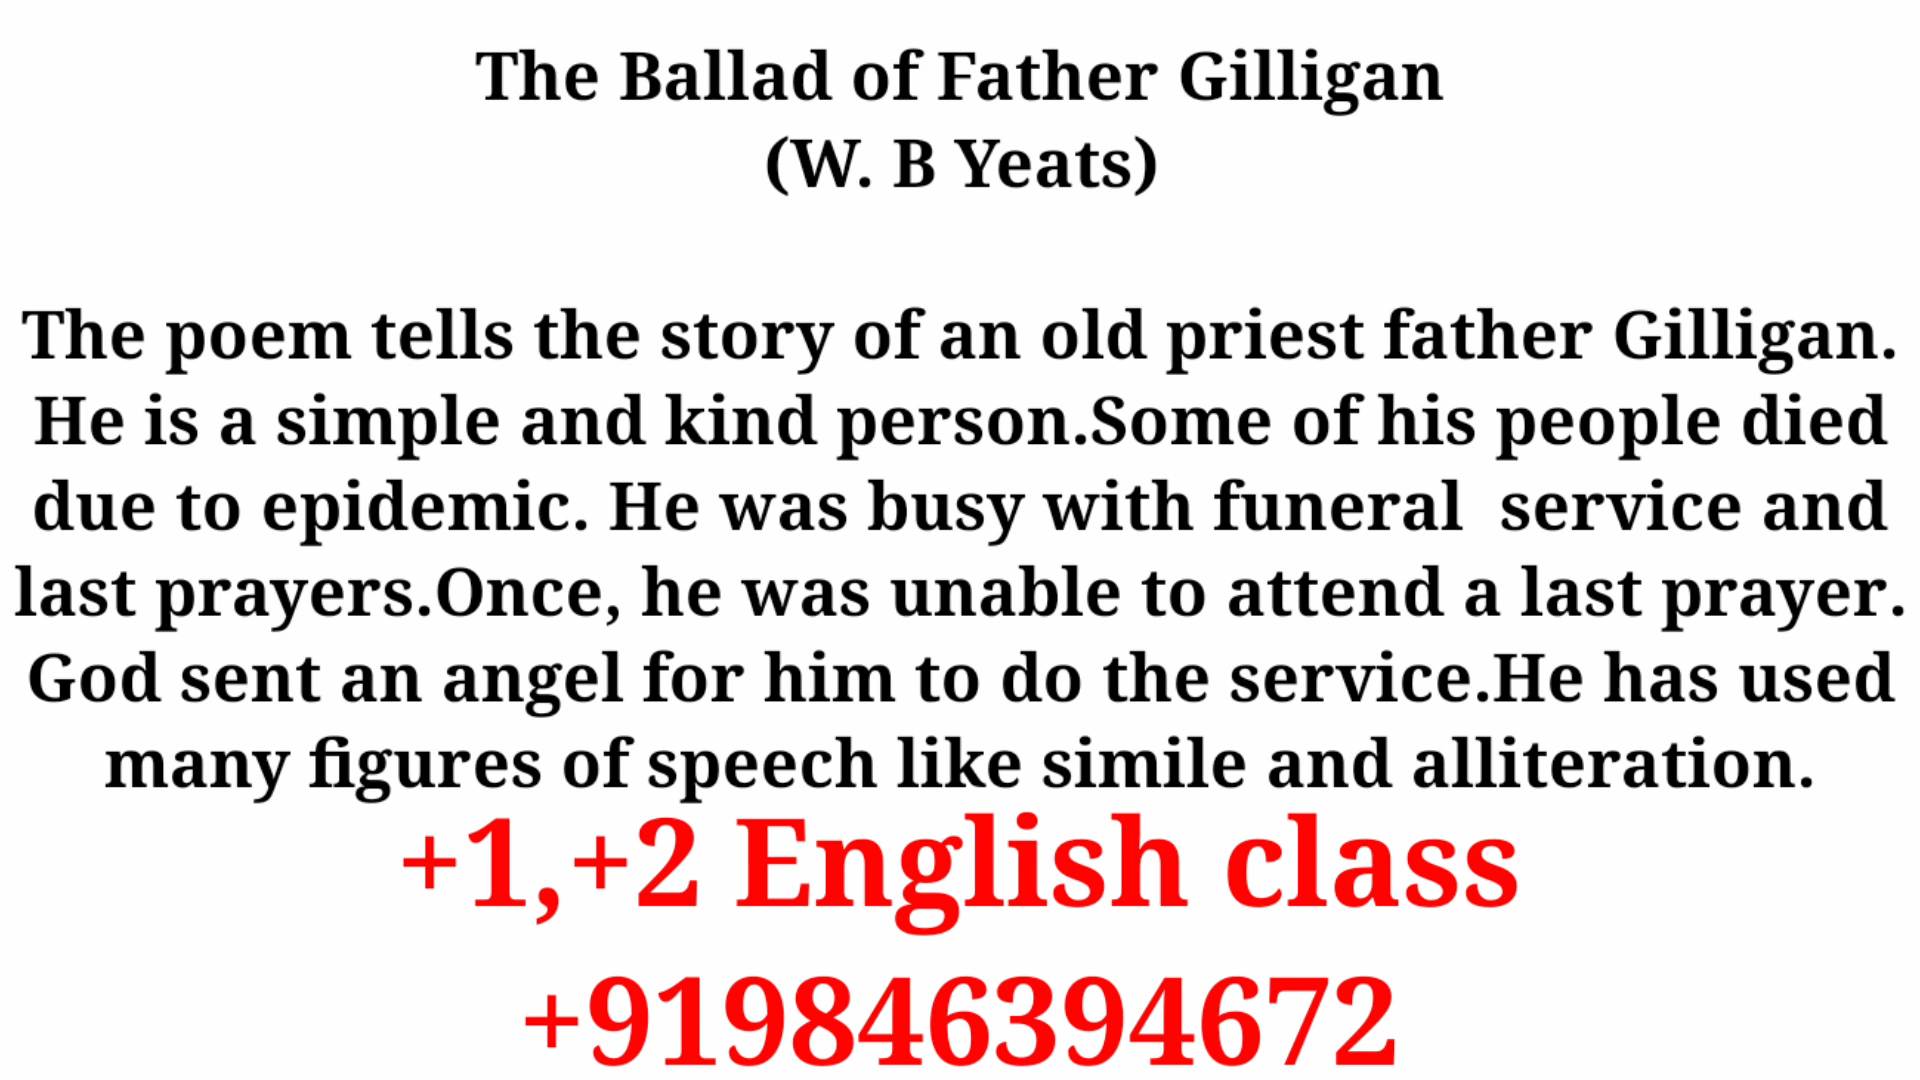 The Ballad of Father Gilligan
(W. B Yeats)
The poem tells the story of an old priest father Gilligan.
He is a simple and kind person.Some of his people died
due to epidemic. He was busy with funeral  service and
last prayers.Once, he was unable to attend a last prayer.
God sent an angel for him to do the service.He has used
many figures of speech like simile and alliteration.
+1,+2 English class
+919846394672